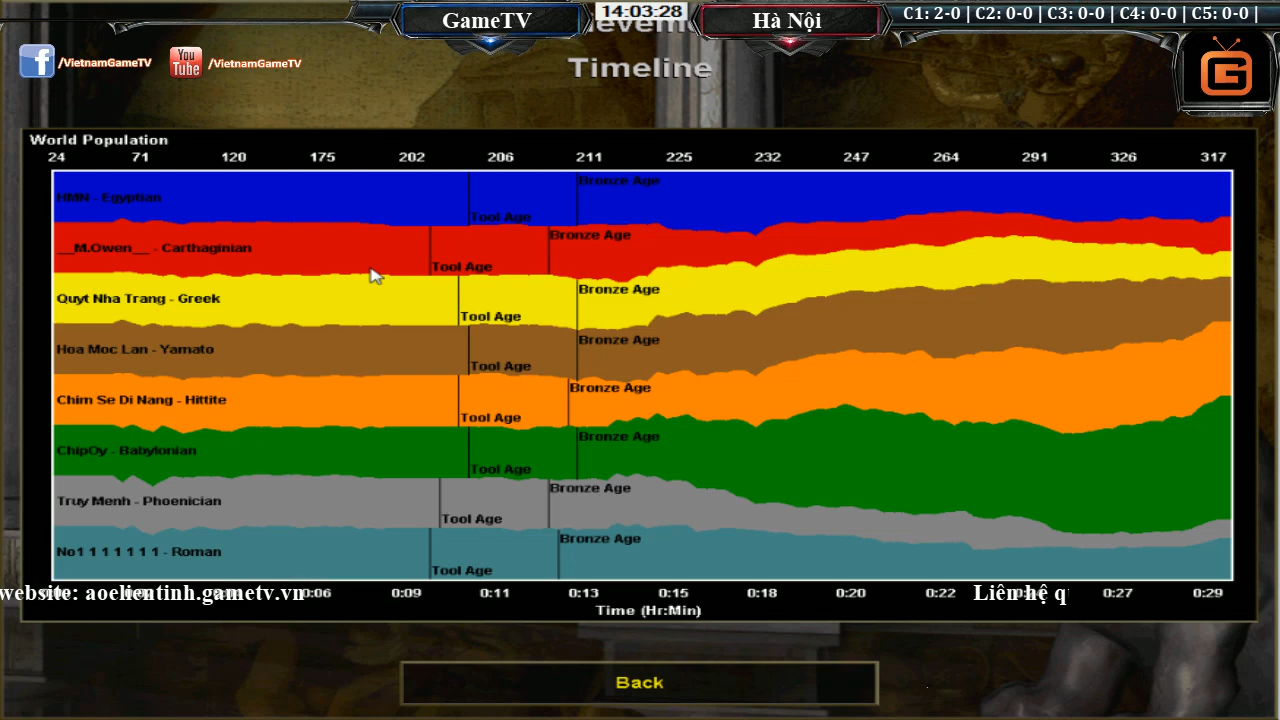 GameTV
14:03:28
Hà Nội
C1: 2-0 | C2: 0-0 | C3: 0-0 | C4: 0-0 | C5: 0-0 |
/VietnamGameTV
You Tube
/VietnamGameTV
Timeline
World Population
24 71 120 175 202 206 211 225 232 247 264 291 326 317
HMN - Egyptian
Tool Age
Bronze Age
__M.Owen__ - Carthaginian
Tool Age
Bronze Age
Quyt Nha Trang - Greek
Tool Age
Bronze Age
Hoa Moc Lan - Yamato
Tool Age
Bronze Age
Chim Se Di Nang - Hittite
Tool Age
Bronze Age
ChipOy - Babylonian
Tool Age
Bronze Age
Truy Menh - Phoenician
Tool Age
Bronze Age
No1 1 1 1 1 1 1 - Roman
Tool Age
Bronze Age
website: aoelientinh.gametv.vn
0:06 0:09 0:11 0:13 0:15 0:18 0:20 0:22 0:27 0:29
Liên hệ q
Time (Hr:Min)
Back